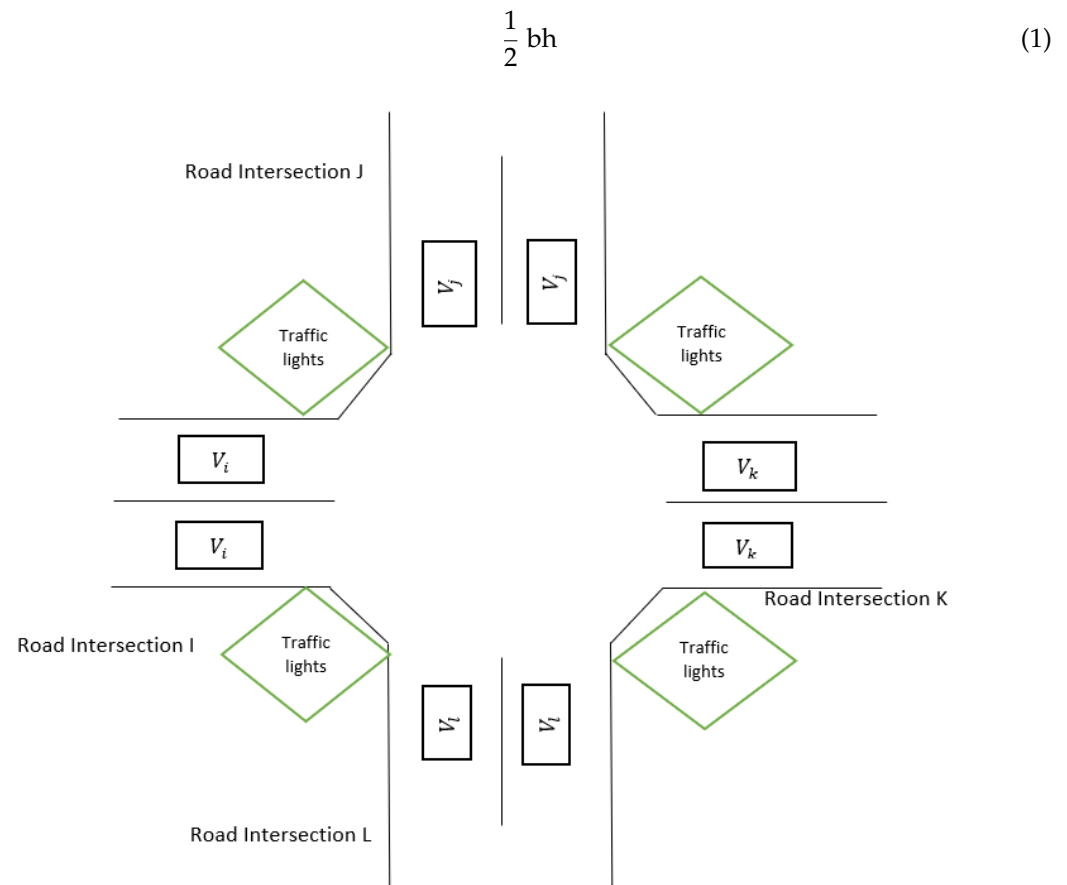 1/2 bh (1)
Road Intersection J
V_j V_j
Traffic
lights
Traffic
lights
V_i
V_k
V_i
V_k
Road Intersection K
Road Intersection I
Traffic
lights
Traffic
lights
V_l V_l
Road Intersection L